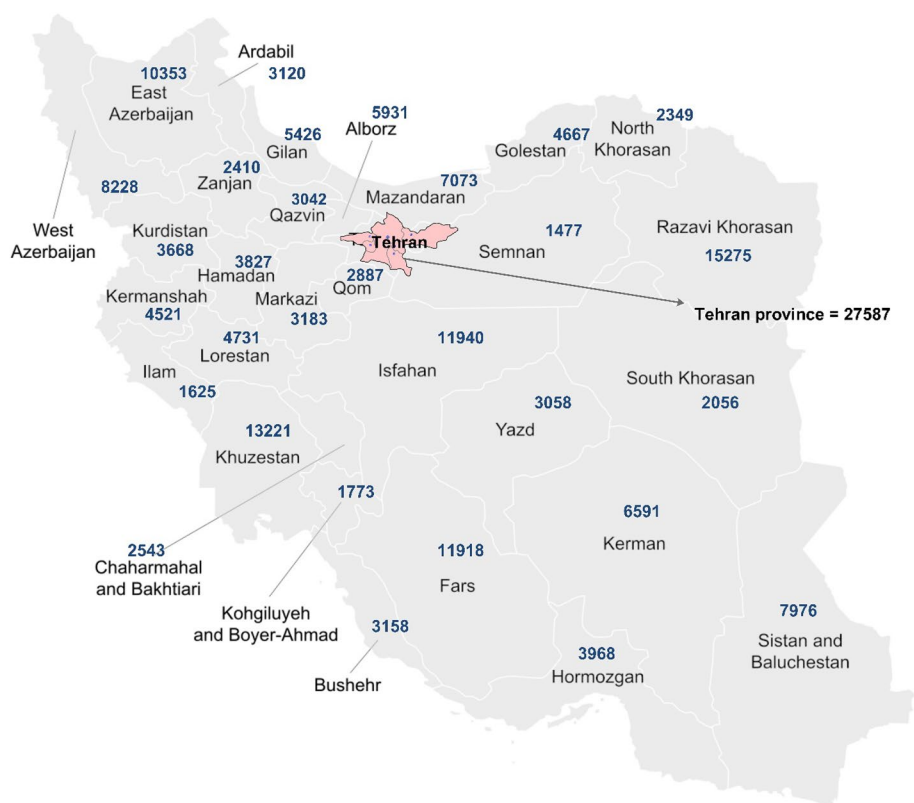 Ardabil
3120
10353
East
Azerbaijan
5931
Alborz
5426
Gilan
2349
North
Khorasan
4667
Golestan
2410
Zanjan
8228
7073
Mazandaran
3042
Qazvin
West
Azerbaijan
Kurdistan
3668
Tehran
1477
Semnan
Razavi Khorasan
15275
3827
Hamadan
2887
Qom
Kermanshah
4521
Markazi
3183
Tehran province = 27587
4731
Lorestan
11940
Isfahan
Ilam
1625
South Khorasan
2056
3058
Yazd
13221
Khuzestan
1773
6591
Kerman
2543
Chaharmahal
and Bakhtiari
11918
Fars
Kohgiluyeh
and Boyer-Ahmad
3158
Bushehr
3968
Hormozgan
7976
Sistan and
Baluchestan